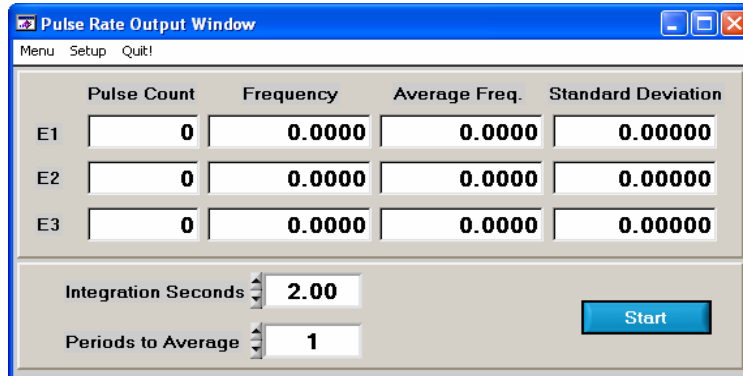 Pulse Rate Output Window
Menu Setup Quit!
Pulse Count Frequency Average Freq. Standard Deviation
E1 0 0.0000 0.0000 0.00000
E2 0 0.0000 0.0000 0.00000
E3 0 0.0000 0.0000 0.00000
Integration Seconds 2.00
Start
Periods to Average 1